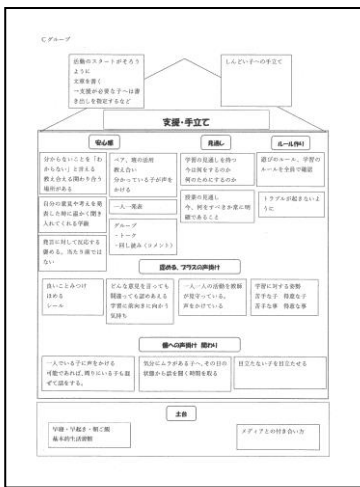 Cグループ
活動のスタートがそろう
ように
文章を書く
→支援が必要な子へは書
き出しを指定するなど
しんどい子への手立て
支援・手立て
安心感
見通し
ルール作り
分からないことを「わ
からない」と言える
教え合える関わり合う
場所がある
ペア、班の活用
教え合い
分かっている子が声を
かける
学習の見通しを持つ
今は何をするのか
何のためにするのか
遊びのルール、学習の
ルールを全員で確認
自分の意見や考えを発
表した時に温かく聞き
入れてくれる学級
一人一発表
授業の見通し
今、何をすべきか常に明
確であること
トラブルが起きないよ
うに
発言に対して反応する
褒める。当たり前では
ない
グループ
・トーク
・回し読み(コメント)
認める、プラスの声掛け
良いことみつけ
ほめる
シール
どんな意見を言っても
間違っても認めあえる
学習に前向きに向かう
気持ち
一人一人の活動を教師
が見守っている。
声をかけている
学習に対する姿勢
苦手な子 得意な子
苦手な事 得意な事
個への声掛け 関わり
一人でいる子に声をかける
可能であれば、周りにいる子も混
ぜて話をする。
気分にムラがある子へ、その日の
状態から話を聞く時間を取る
目立たない子を目立たせる
土台
早寝・早起き・朝ご飯
基本的生活習慣
メディアとの付き合い方